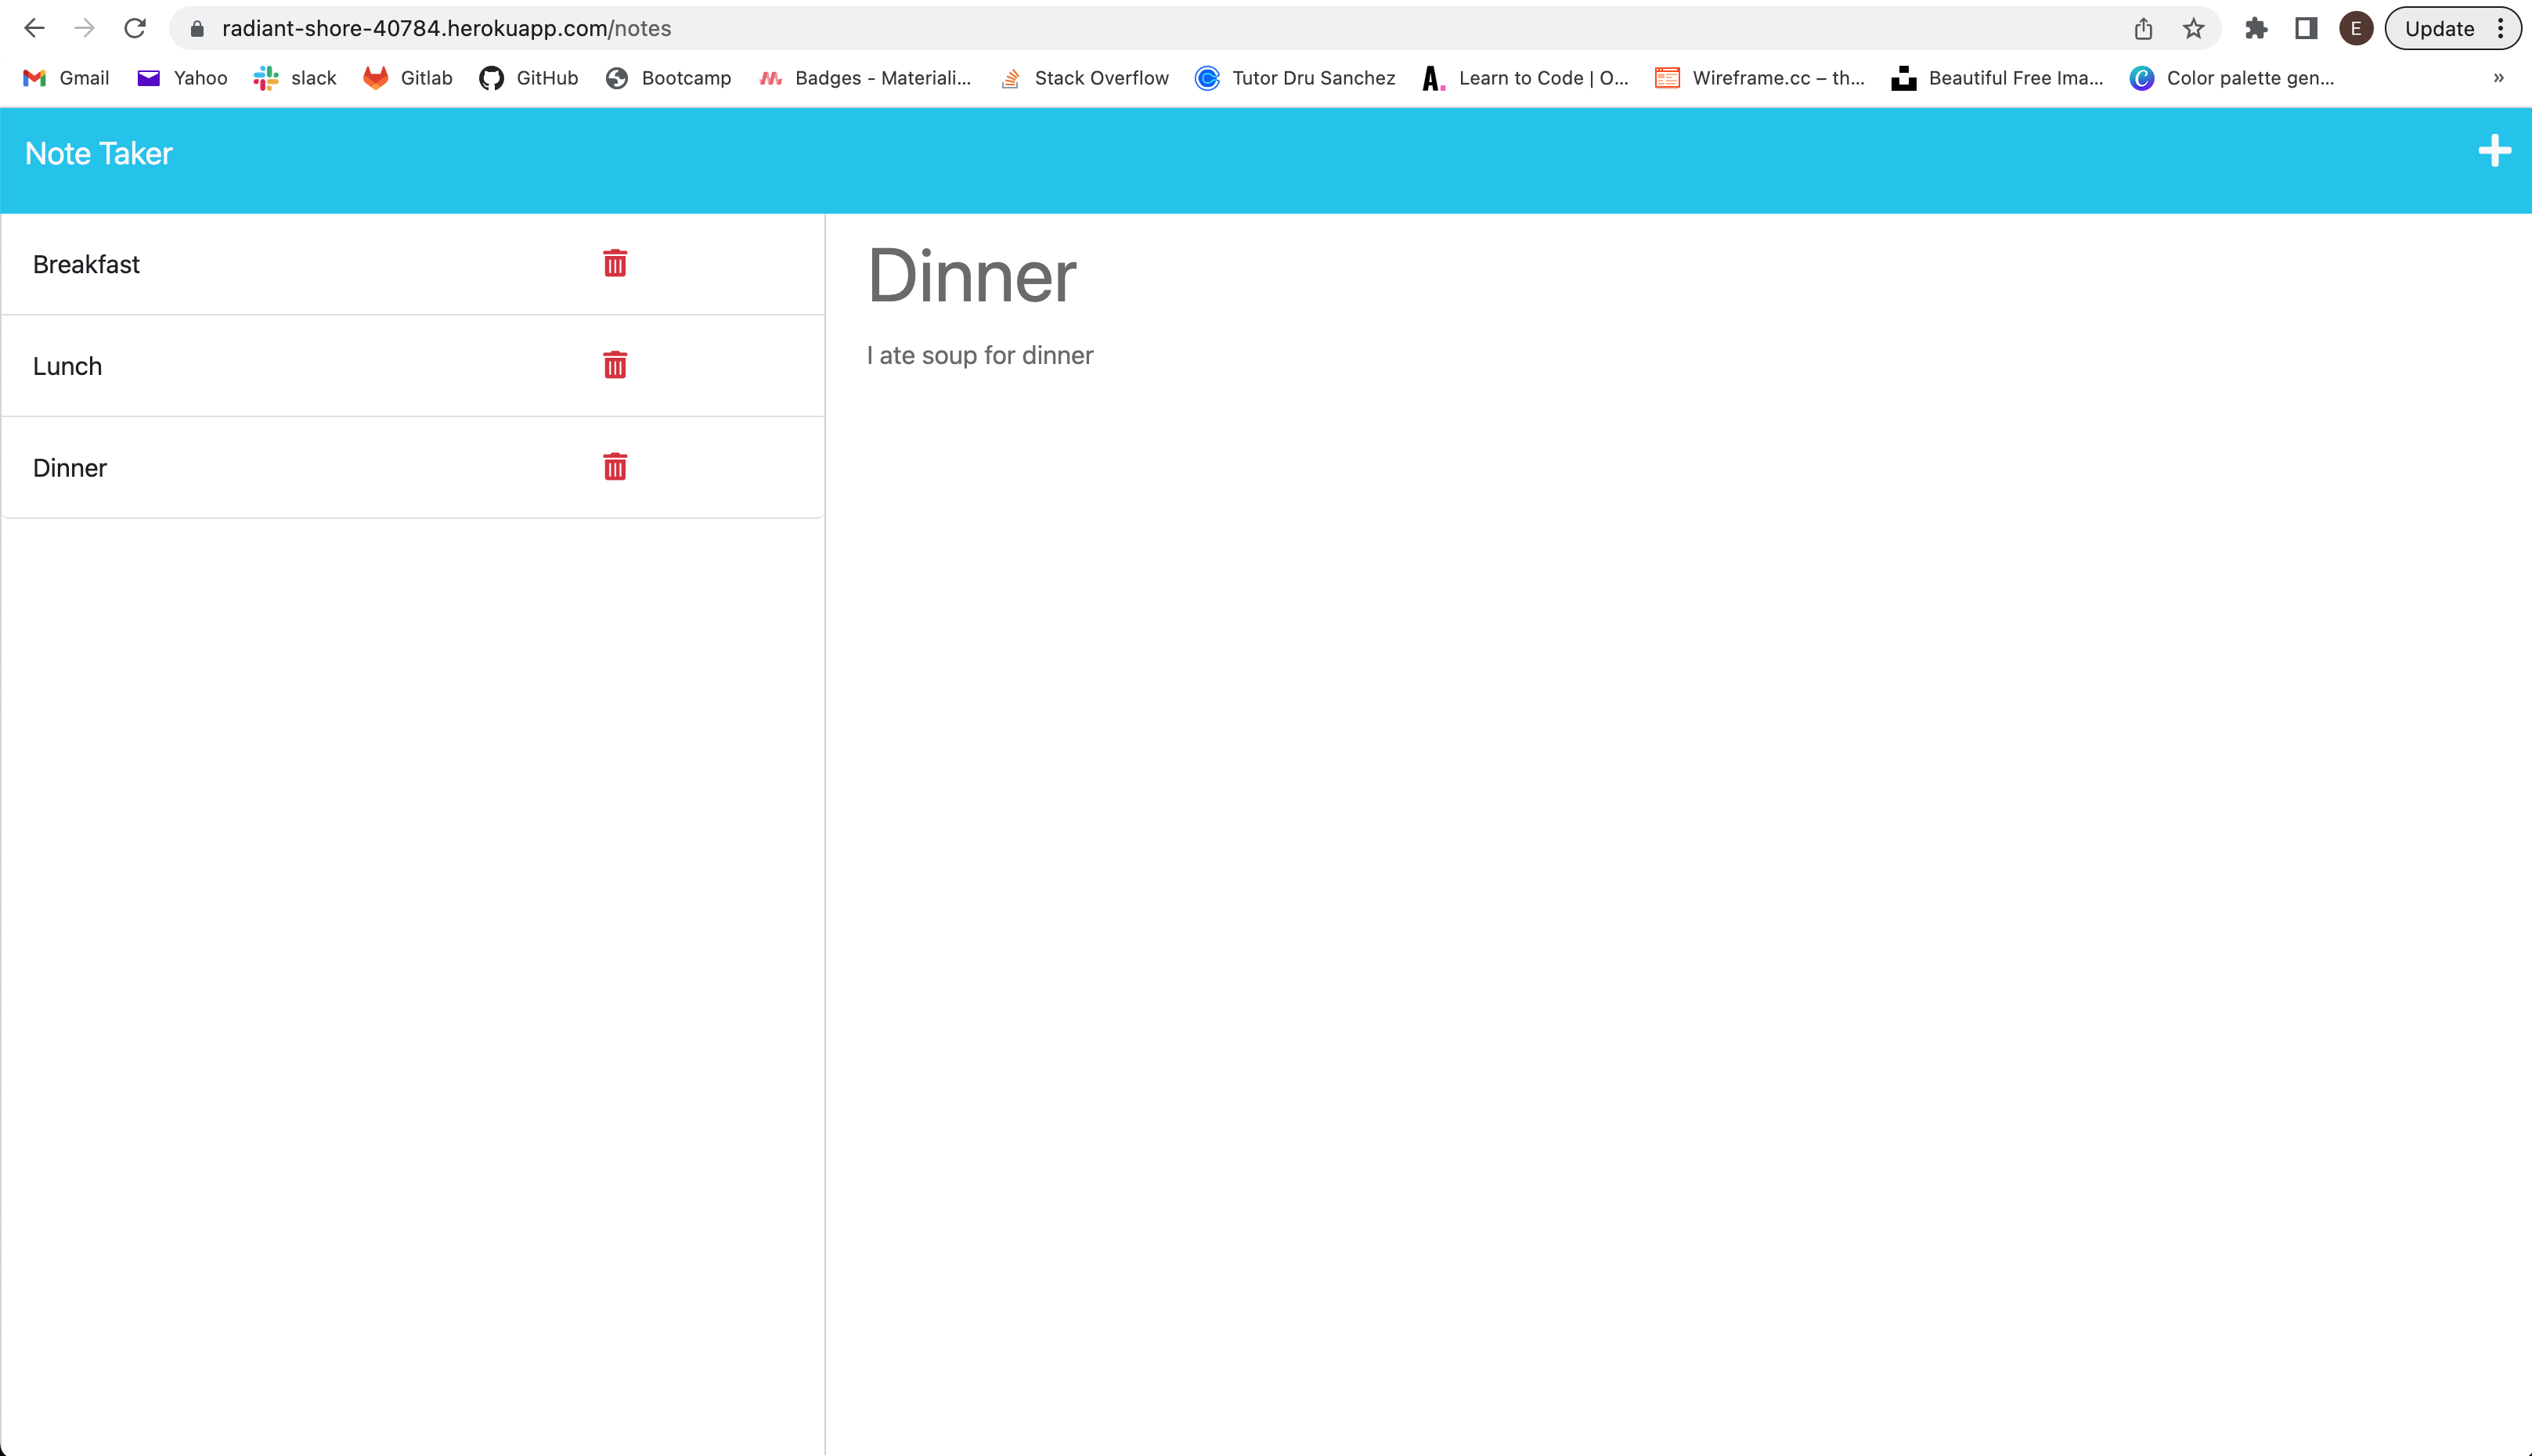 radiant-shore-40784.herokuapp.com/notes E Update
Gmail Yahoo slack Gitlab GitHub Bootcamp Badges - Materiali... Stack Overflow Tutor Dru Sanchez Learn to Code | O... Wireframe.cc – th... Beautiful Free Ima... Color palette gen... »
Note Taker
Breakfast
Lunch
Dinner
Dinner
I ate soup for dinner